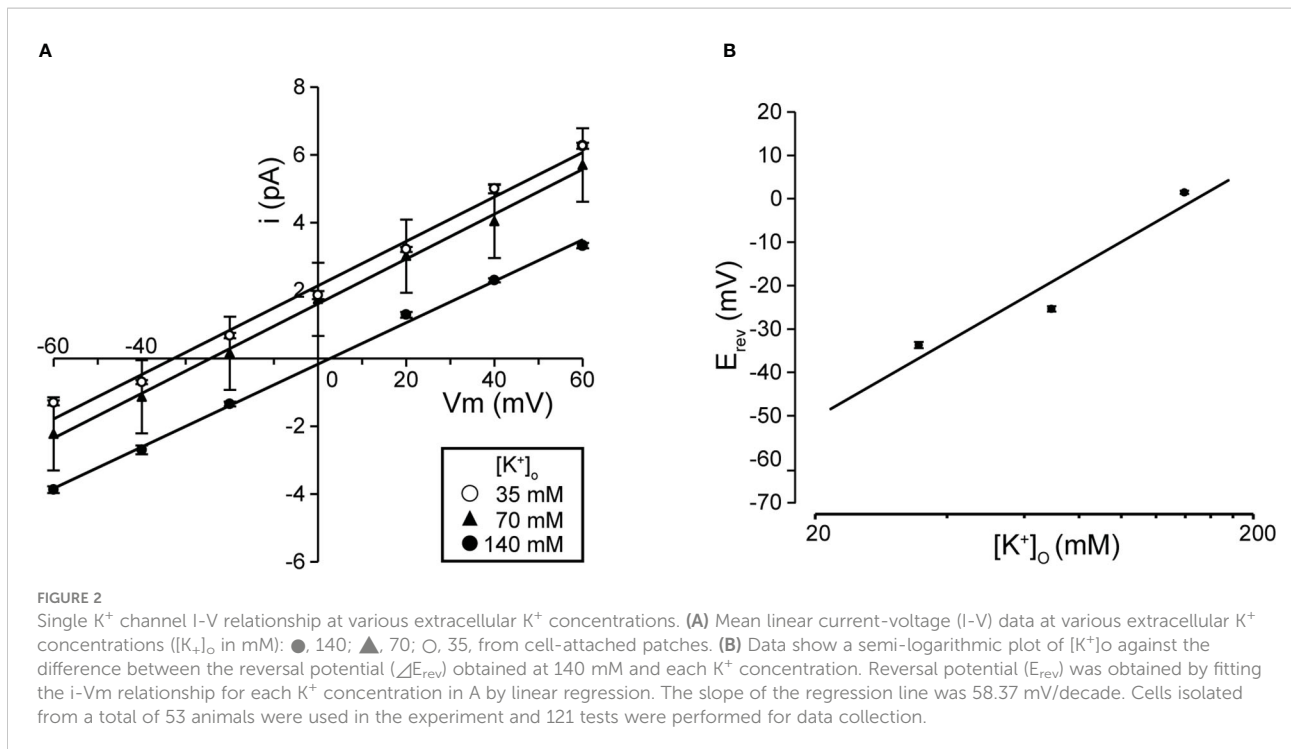 A
8
6
4
2
-2
-4
-6
i (pA)
-60
-40
0
20
40
60
Vm (mV)
[K⁺]ₒ
○ 35 mM
▲ 70 mM
● 140 mM
B
20
10
0
-10
-20
-30
-40
-50
-60
-70
E_rev (mV)
20
200
[K⁺]_O (mM)
FIGURE 2
Single K⁺ channel I-V relationship at various extracellular K⁺ concentrations. (A) Mean linear current-voltage (I-V) data at various extracellular K⁺
concentrations ([K₊]ₒ in mM): ●, 140; ▲, 70; ○, 35, from cell-attached patches. (B) Data show a semi-logarithmic plot of [K⁺]o against the
difference between the reversal potential (⊿E_rev) obtained at 140 mM and each K⁺ concentration. Reversal potential (E_rev) was obtained by fitting
the i-Vm relationship for each K⁺ concentration in A by linear regression. The slope of the regression line was 58.37 mV/decade. Cells isolated
from a total of 53 animals were used in the experiment and 121 tests were performed for data collection.